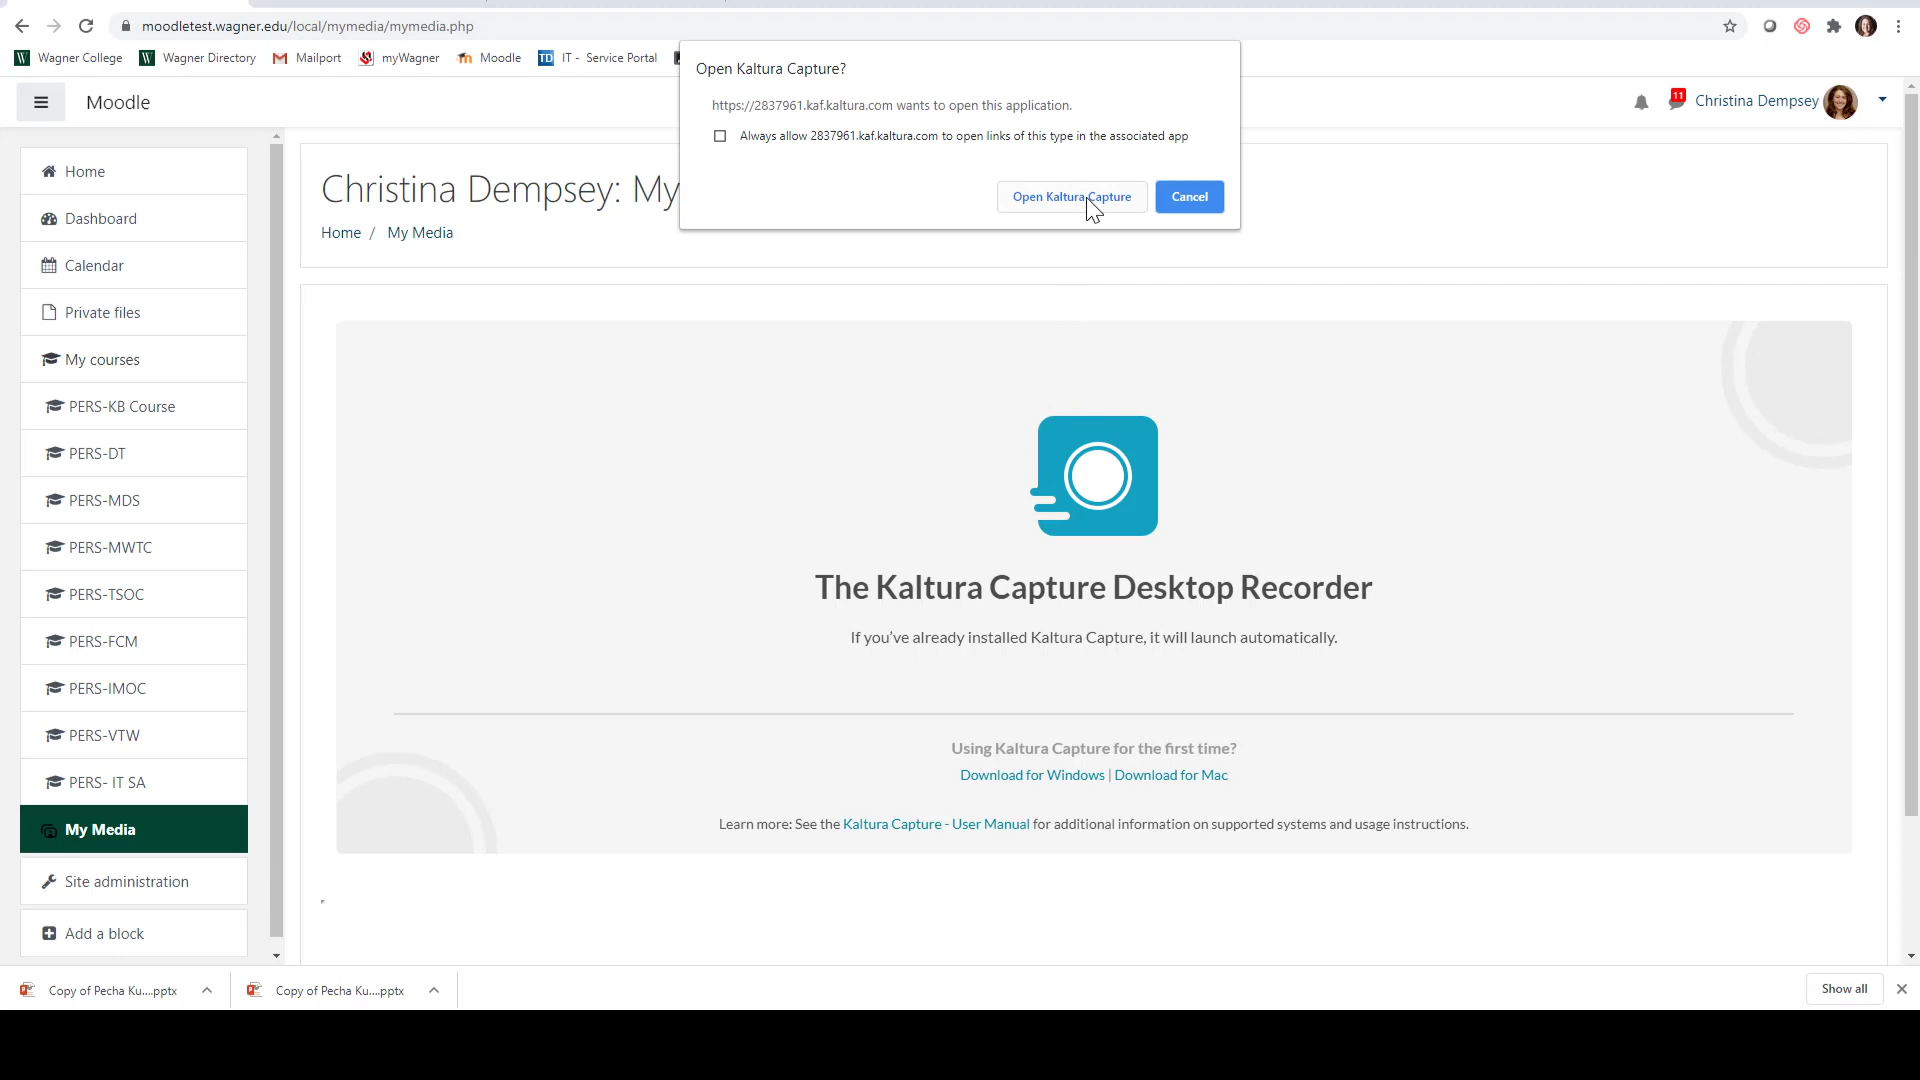 moodletest.wagner.edu/local/mymedia/mymedia.php
W Wagner College
W Wagner Directory
Mailport
myWagner
Moodle
TD IT - Service Portal
Open Kaltura Capture?
https://2837961.kaf.kaltura.com wants to open this application.
Always allow 2837961.kaf.kaltura.com to open links of this type in the associated app
Open Kaltura Capture
Cancel
Moodle
11
Christina Dempsey
Home
Dashboard
Calendar
Private files
My courses
PERS-KB Course
PERS-DT
PERS-MDS
PERS-MWTC
PERS-TSOC
PERS-FCM
PERS-IMOC
PERS-VTW
PERS- IT SA
My Media
Site administration
Add a block
Christina Dempsey: My
Home / My Media
The Kaltura Capture Desktop Recorder
If you’ve already installed Kaltura Capture, it will launch automatically.
Using Kaltura Capture for the first time?
Download for Windows | Download for Mac
Learn more: See the Kaltura Capture - User Manual for additional information on supported systems and usage instructions.
Copy of Pecha Ku....pptx
Copy of Pecha Ku....pptx
Show all